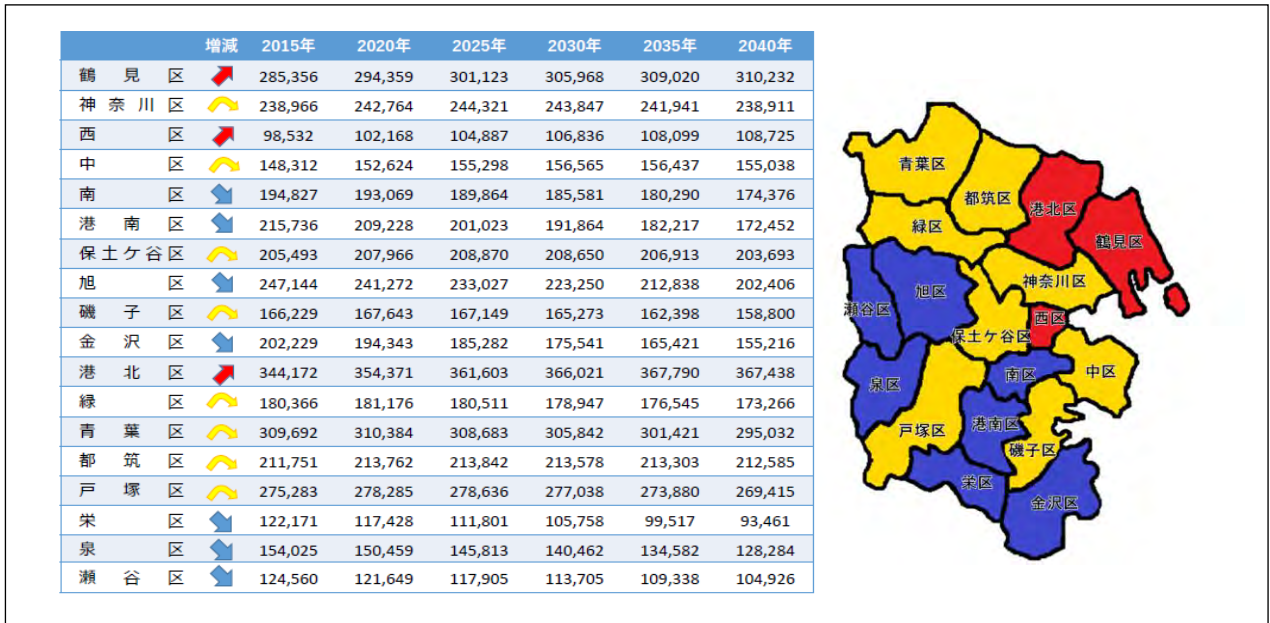 増減 2015年 2020年 2025年 2030年 2035年 2040年
鶴見区 285,356 294,359 301,123 305,968 309,020 310,232
神奈川区 238,966 242,764 244,321 243,847 241,941 238,911
西区 98,532 102,168 104,887 106,836 108,099 108,725
中区 148,312 152,624 155,298 156,565 156,437 155,038
南区 194,827 193,069 189,864 185,581 180,290 174,376
港南区 215,736 209,228 201,023 191,864 182,217 172,452
保土ケ谷区 205,493 207,966 208,870 208,650 206,913 203,693
旭区 247,144 241,272 233,027 223,250 212,838 202,406
磯子区 166,229 167,643 167,149 165,273 162,398 158,800
金沢区 202,229 194,343 185,282 175,541 165,421 155,216
港北区 344,172 354,371 361,603 366,021 367,790 367,438
緑区 180,366 181,176 180,511 178,947 176,545 173,266
青葉区 309,692 310,384 308,683 305,842 301,421 295,032
都筑区 211,751 213,762 213,842 213,578 213,303 212,585
戸塚区 275,283 278,285 278,636 277,038 273,880 269,415
栄区 122,171 117,428 111,801 105,758 99,517 93,461
泉区 154,025 150,459 145,813 140,462 134,582 128,284
瀬谷区 124,560 121,649 117,905 113,705 109,338 104,926
青葉区
都筑区
港北区
緑区
鶴見区
神奈川区
旭区
瀬谷区
西区
保土ケ谷区
南区
中区
泉区
港南区
戸塚区
磯子区
栄区
金沢区